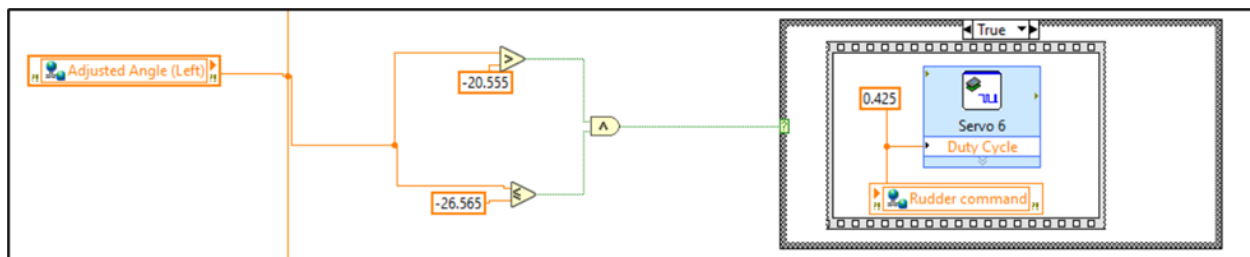 True
Adjusted Angle (Left)
>
-20.555
0.425
Servo 6
∧
Duty Cycle
≤
-26.565
Rudder command
?